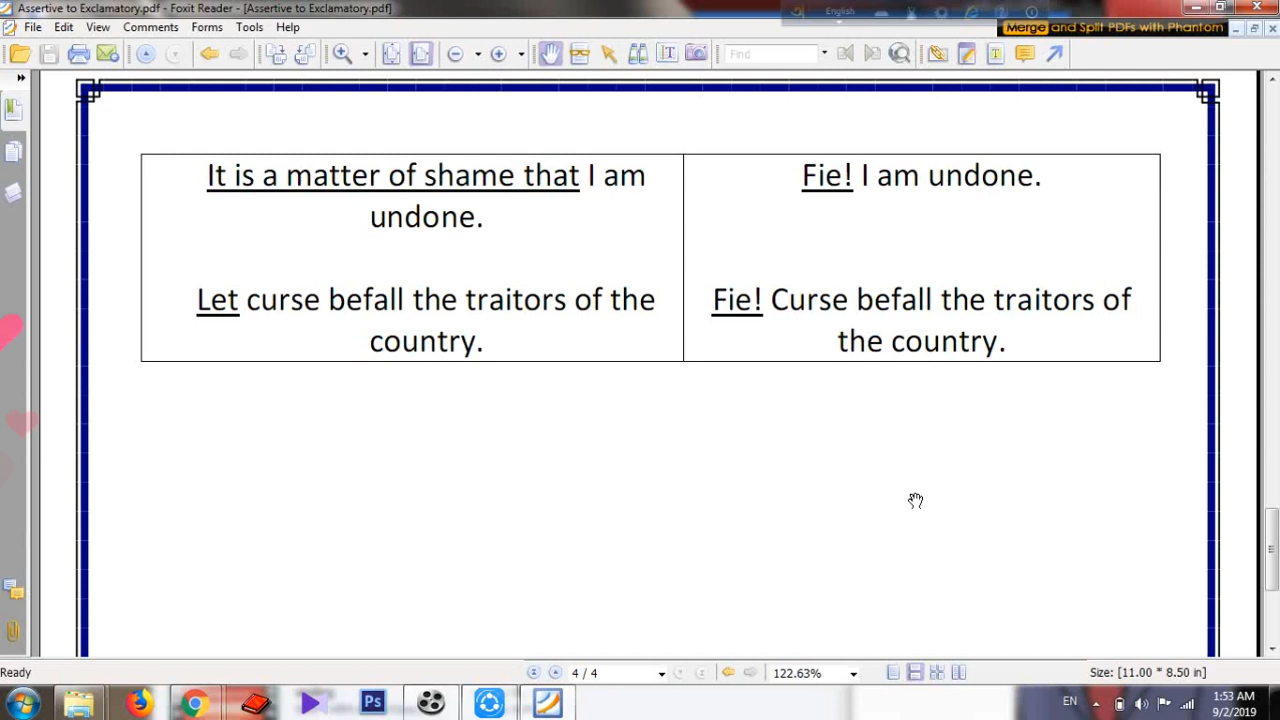 Assertive to Exclamatory.pdf - Foxit Reader - [Assertive to Exclamatory.pdf]
English
File Edit View Comments Forms Tools Help
Merge and Split PDFs with Phantom
Find
It is a matter of shame that I am
undone.
Fie! I am undone.
Let curse befall the traitors of the
country.
Fie! Curse befall the traitors of
the country.
Ready
4 / 4
122.63%
Size: [11.00 * 8.50 in]
Ps
EN
1:53 AM
9/2/2019